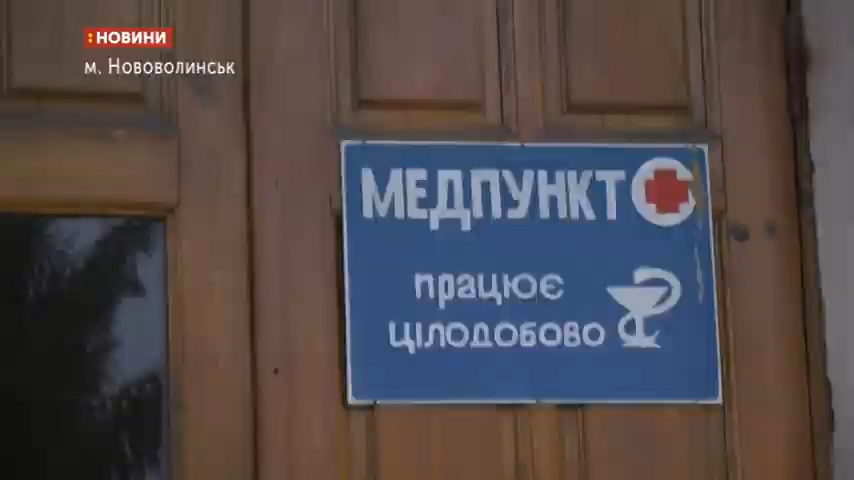 :НОВИНИ
м. Нововолинськ
МЕДПУНКТ
працює
цілодобово